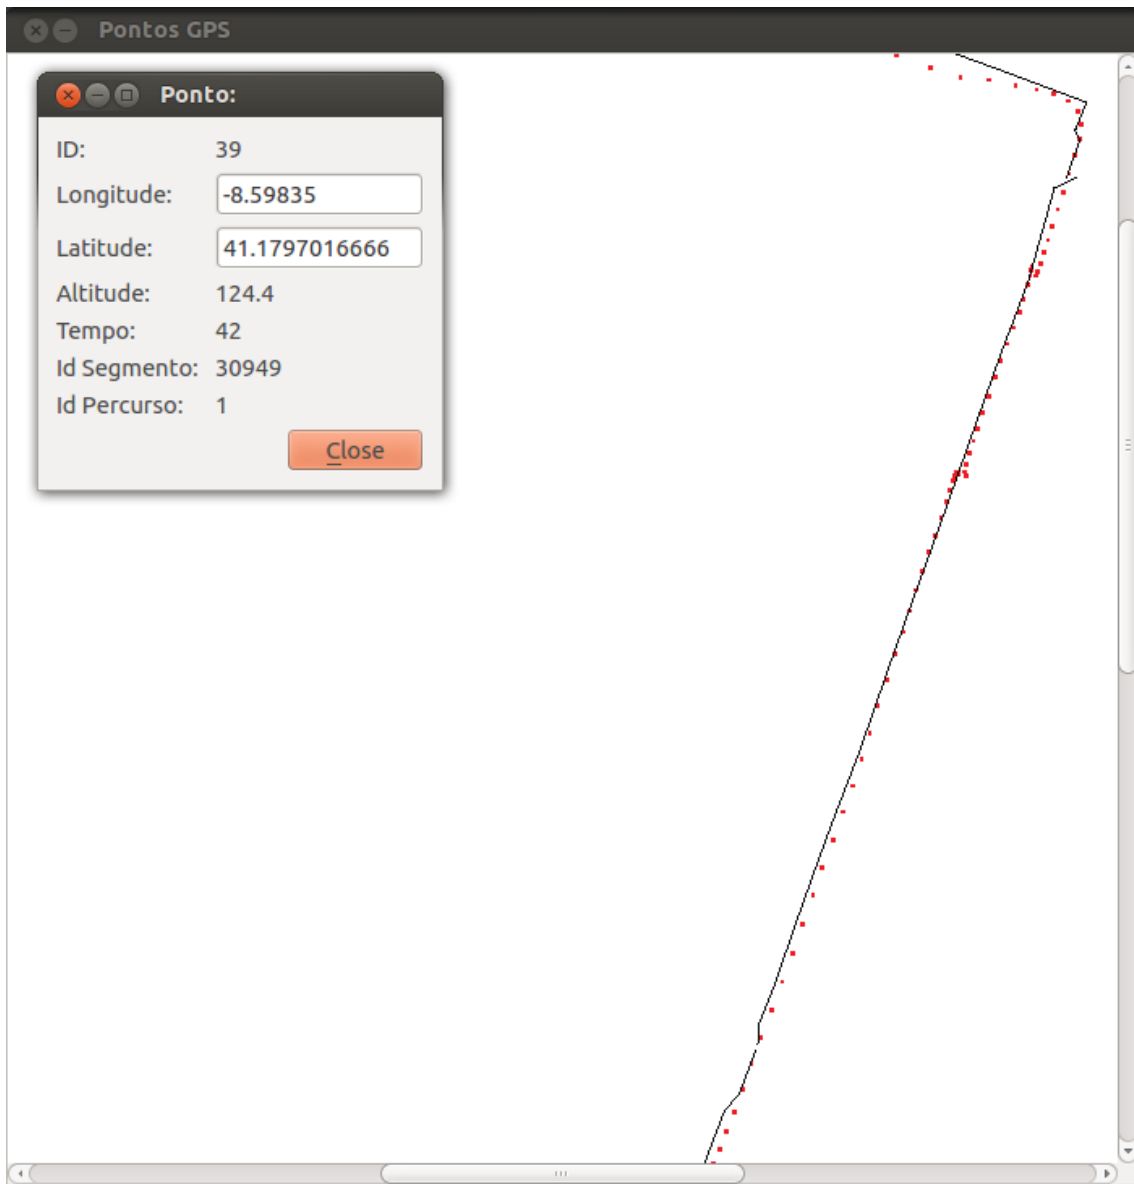 Pontos GPS
Ponto:
ID: 39
Longitude: -8.59835
Latitude: 41.1797016666
Altitude: 124.4
Tempo: 42
Id Segmento: 30949
Id Percurso: 1
Close